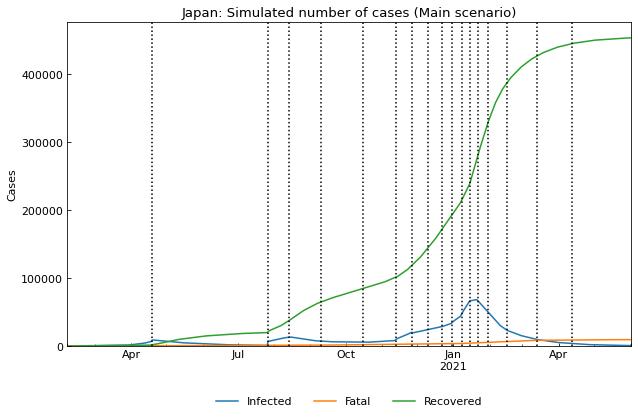 Japan: Simulated number of cases (Main scenario)
400000
300000
200000
100000
0
Cases
Apr Jul Oct Jan Apr
2021
Infected Fatal Recovered